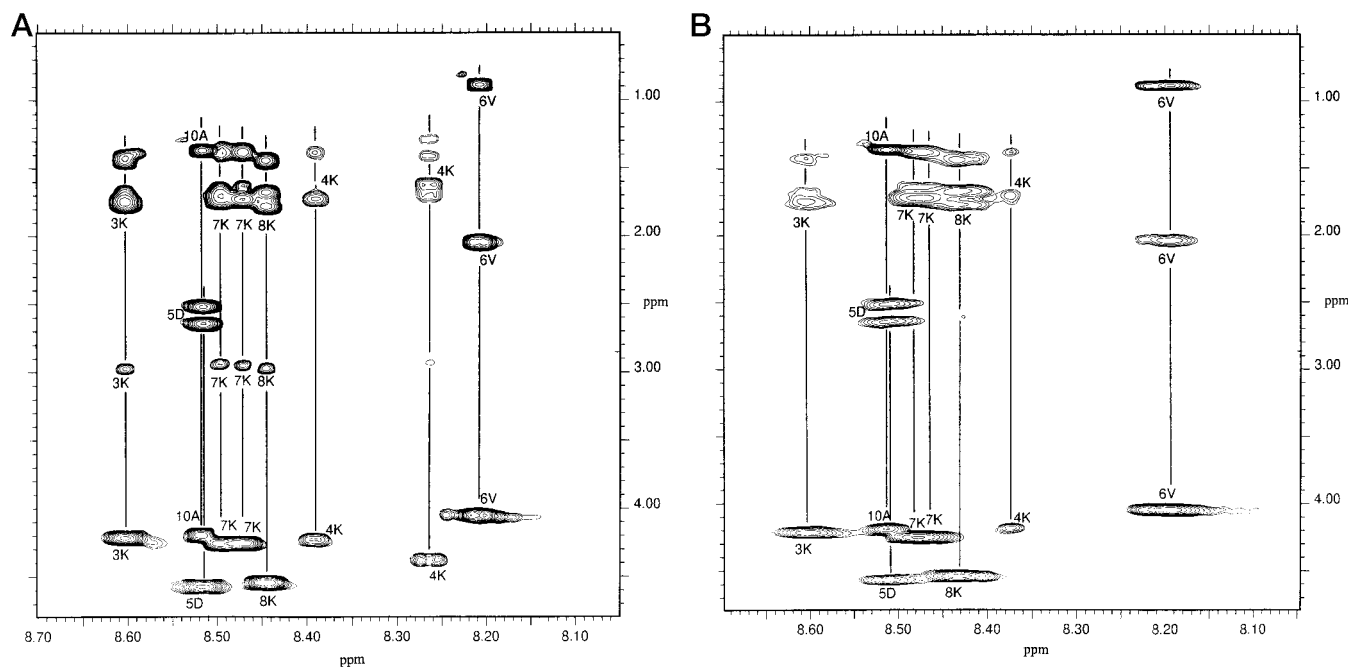 A
10A
6V
4K
4K
1.00
3K
7K 7K 8K
2.00
6V
5D
ppm
3K
7K 7K 8K
3.00
10A
7K 7K
6V
4.00
3K
4K
4K
5D
8K
8.70 8.60 8.50 8.40 8.30 8.20 8.10
ppm
B
6V
1.00
10A
4K
3K
7K 7K 8K
2.00
6V
5D
ppm
3.00
10A
7K 7K
6V
4.00
3K
4K
5D
8K
8.60 8.50 8.40 8.30 8.20 8.10
ppm